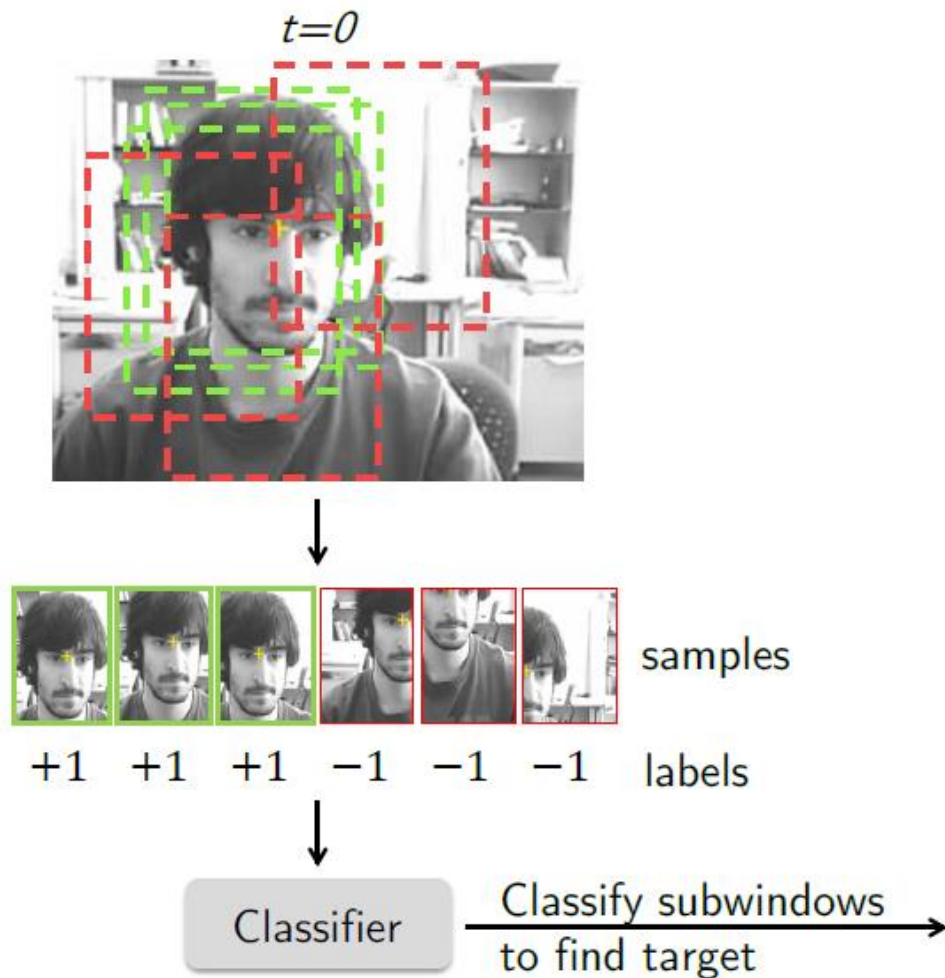 t=0
samples
+1 +1 +1 −1 −1 −1 labels
Classifier
Classify subwindows
to find target